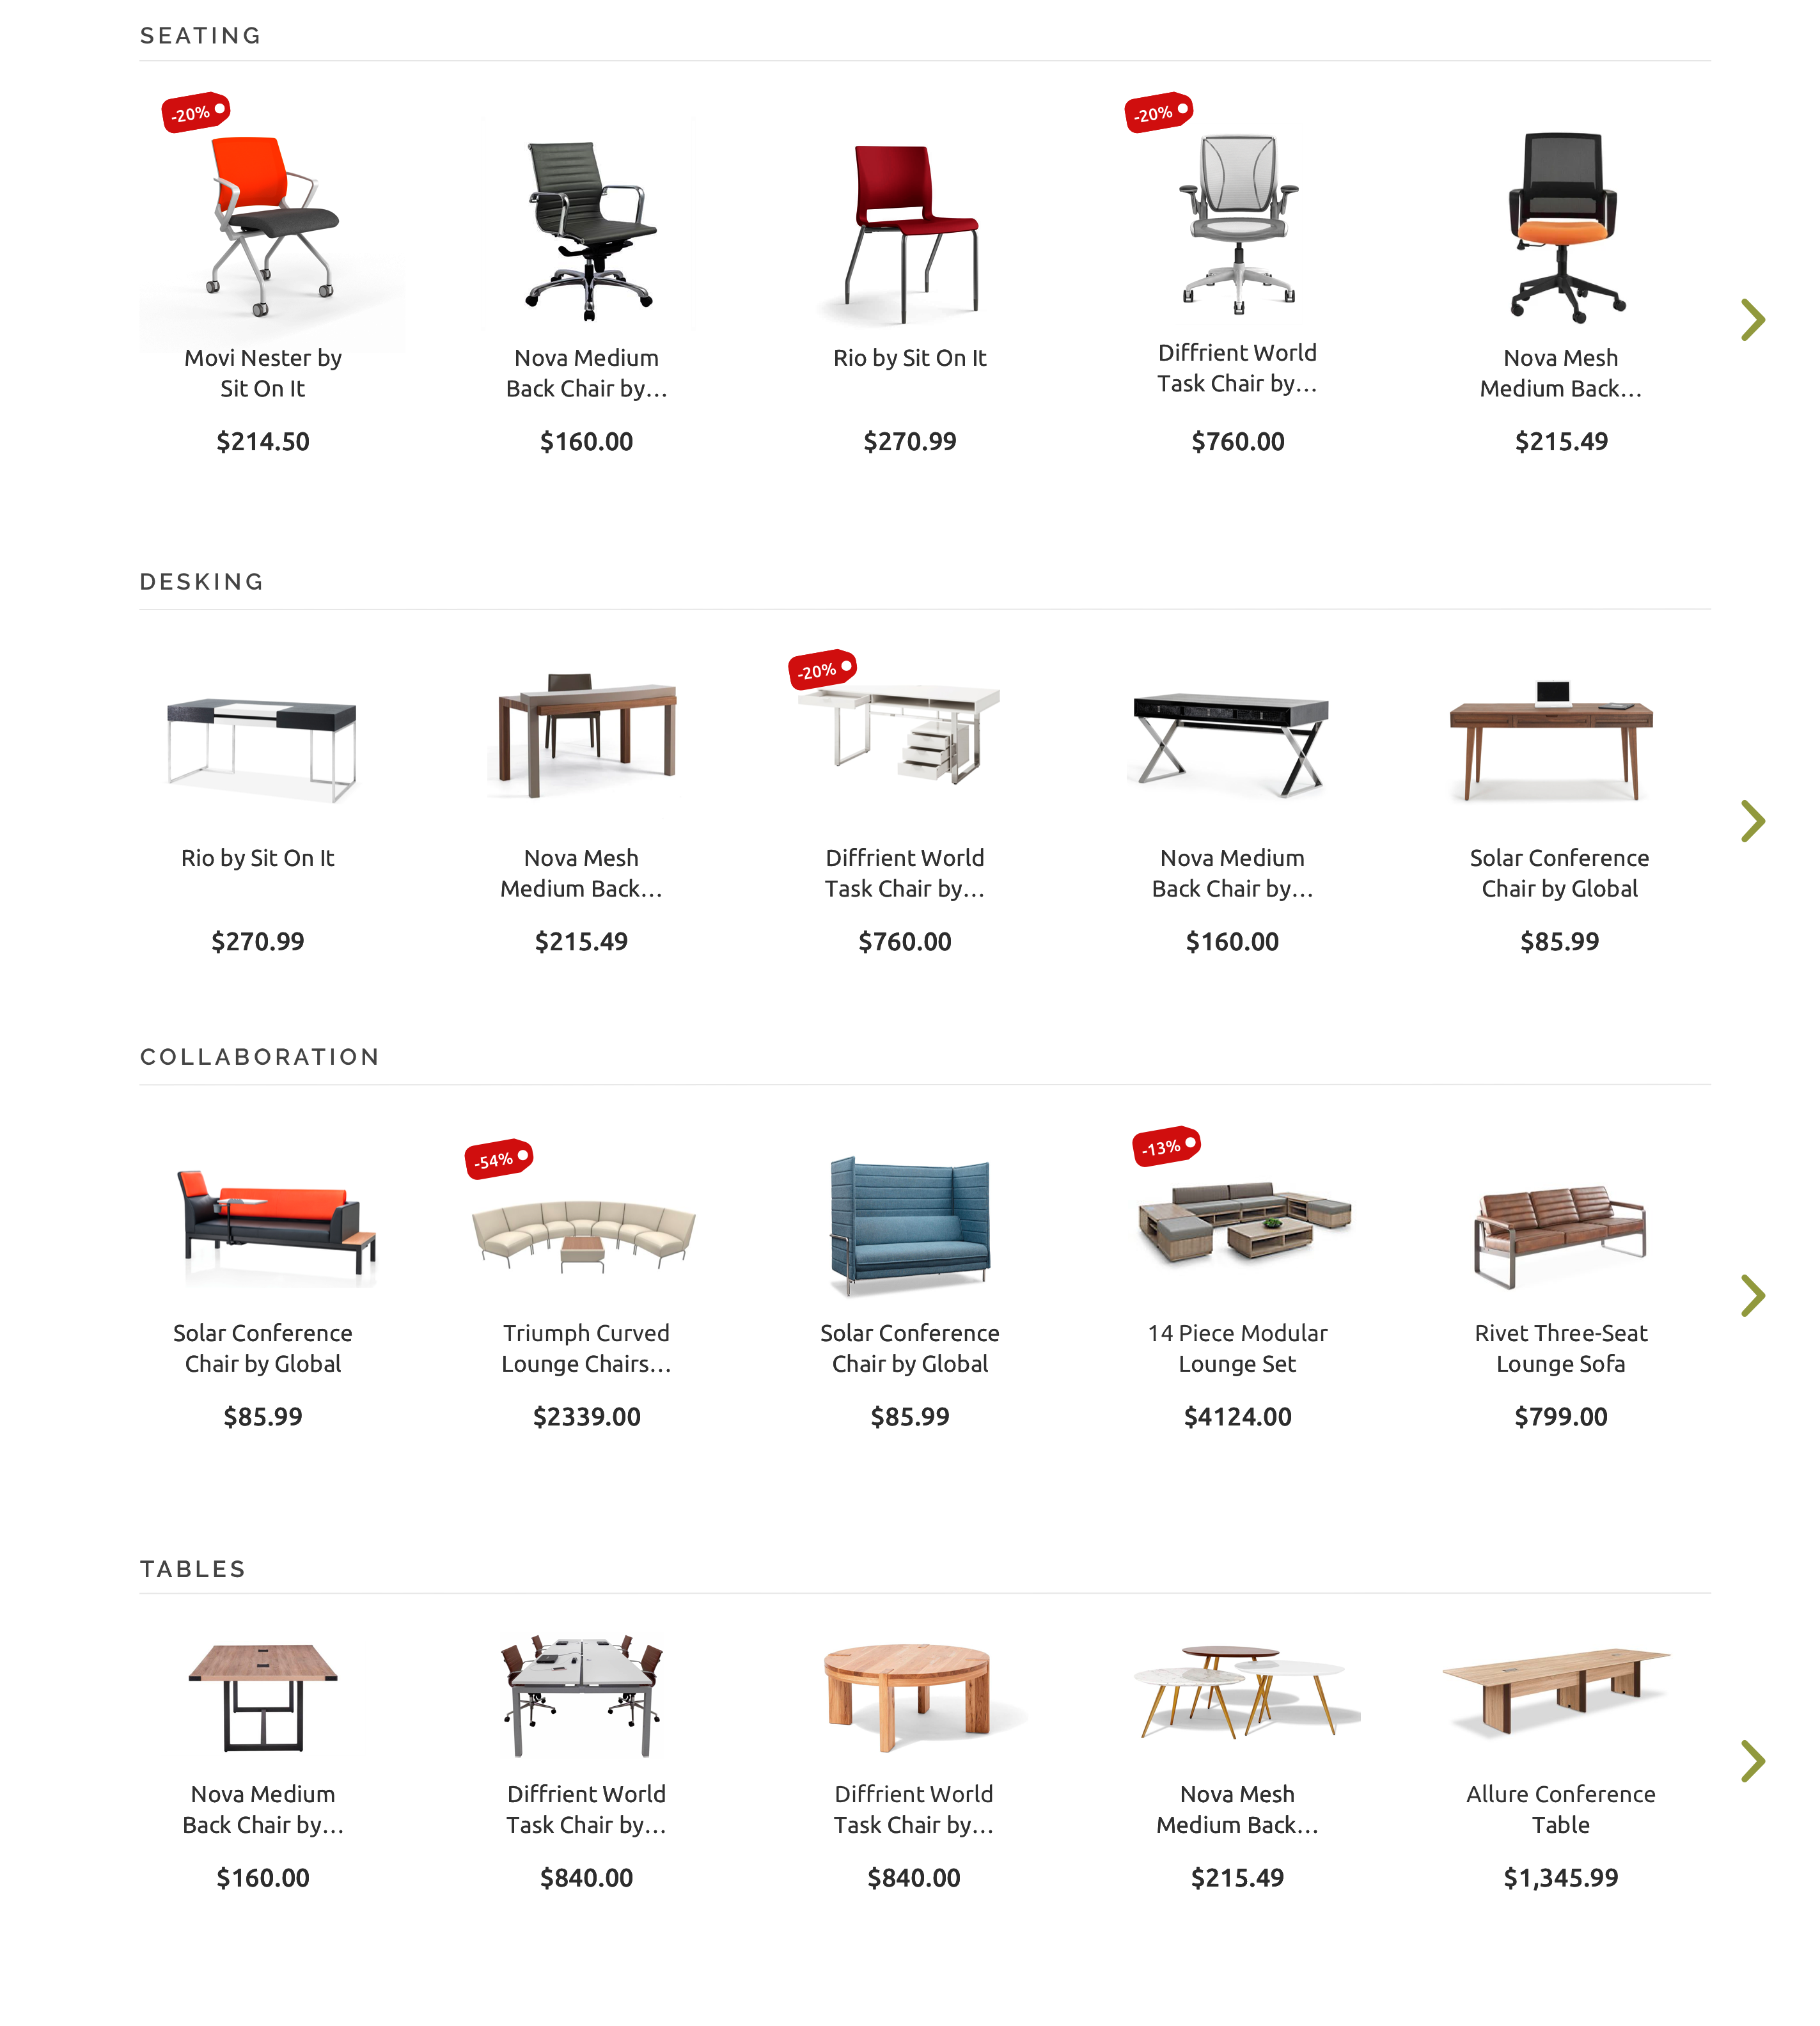 SEATING
-20%
-20%
Movi Nester by
Sit On It
$214.50
Nova Medium
Back Chair by...
$160.00
Rio by Sit On It
$270.99
Diffrient World
Task Chair by...
$760.00
Nova Mesh
Medium Back...
$215.49
DESKING
-20%
Rio by Sit On It
$270.99
Nova Mesh
Medium Back...
$215.49
Diffrient World
Task Chair by...
$760.00
Nova Medium
Back Chair by...
$160.00
Solar Conference
Chair by Global
$85.99
COLLABORATION
-54%
-13%
Solar Conference
Chair by Global
$85.99
Triumph Curved
Lounge Chairs...
$2339.00
Solar Conference
Chair by Global
$85.99
14 Piece Modular
Lounge Set
$4124.00
Rivet Three-Seat
Lounge Sofa
$799.00
TABLES
Nova Medium
Back Chair by...
$160.00
Diffrient World
Task Chair by...
$840.00
Diffrient World
Task Chair by...
$840.00
Nova Mesh
Medium Back...
$215.49
Allure Conference
Table
$1,345.99